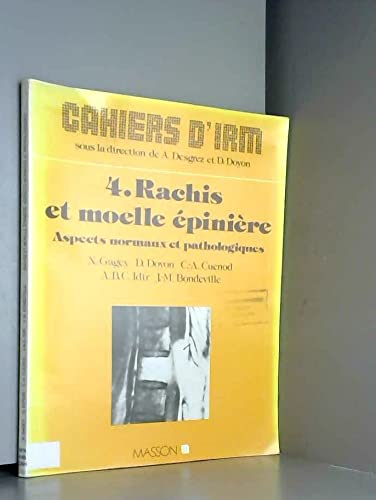 CAHIERS D'IRM
sous la direction de A. Desgrez et D. Doyon
4. Rachis
et moelle épinière
Aspects normaux et pathologiques
X. Gagey D. Doyon C.-A. Cuenod
A.B.C. Idir J.-M. Bondeville
MASSON